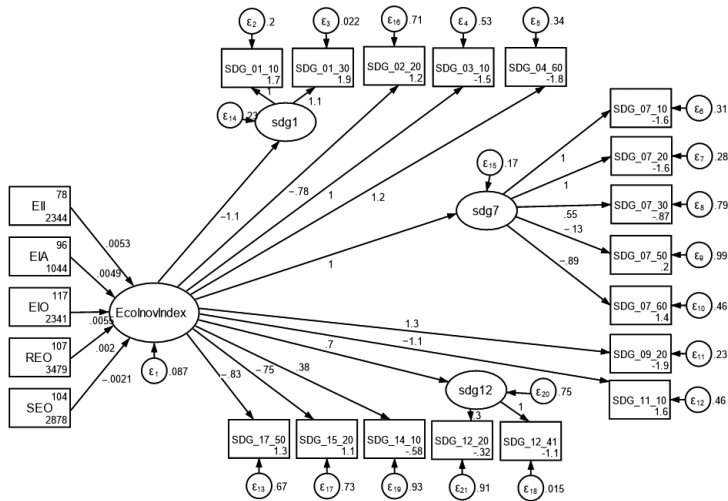 ε2 .2
ε3 .022
ε16 .71
ε4 .53
ε5 .34
SDG_01_10
1.7
SDG_01_30
1.9
SDG_02_20
1.2
SDG_03_10
-1.5
SDG_04_60
-1.8
1
1.1
ε14 .23
sdg1
SDG_07_10
-1.6
ε6 .31
ε15 .17
SDG_07_20
-1.6
ε7 .28
1
1
78
EII
2344
-.78
1
1.2
sdg7
SDG_07_30
-.87
ε8 .79
.55
-.13
-1.1
.0053
96
EIA
1044
SDG_07_50
.2
ε9 .99
1
-.89
.0049
117
EIO
2341
EcoInovIndex
SDG_07_60
1.4
ε10 .46
.0055
107
REO
3479
1.3
-1.1
SDG_09_20
-1.9
ε11 .23
.002
.7
104
SEO
2878
-.0021
ε1 .087
-.83
-.75
.38
sdg12
ε20 .75
SDG_11_10
1.6
ε12 .46
.3
1
SDG_17_50
1.3
SDG_15_20
1.1
SDG_14_10
-.58
SDG_12_20
-.32
SDG_12_41
-1.1
ε13 .67
ε17 .73
ε19 .93
ε21 .91
ε18 .015